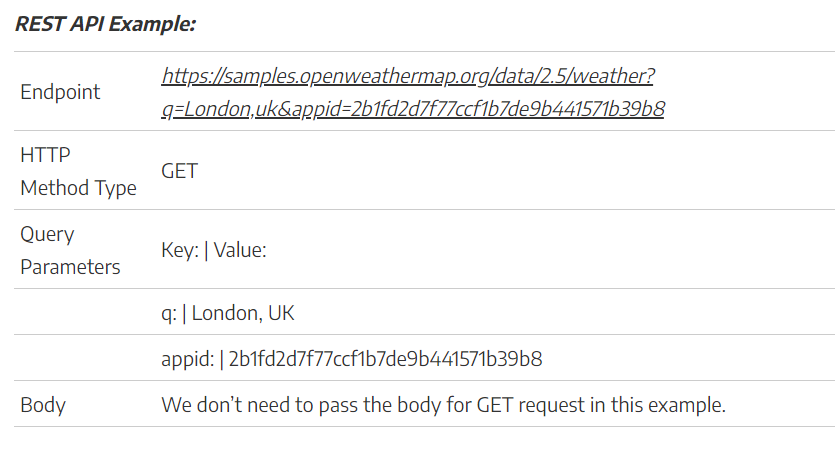 REST API Example:
Endpoint
https://samples.openweathermap.org/data/2.5/weather?
q=London,uk&appid=2b1fd2d7f77ccf1b7de9b441571b39b8
HTTP
Method Type
GET
Query
Parameters
Key: | Value:
q: | London, UK
appid: | 2b1fd2d7f77ccf1b7de9b441571b39b8
Body
We don’t need to pass the body for GET request in this example.